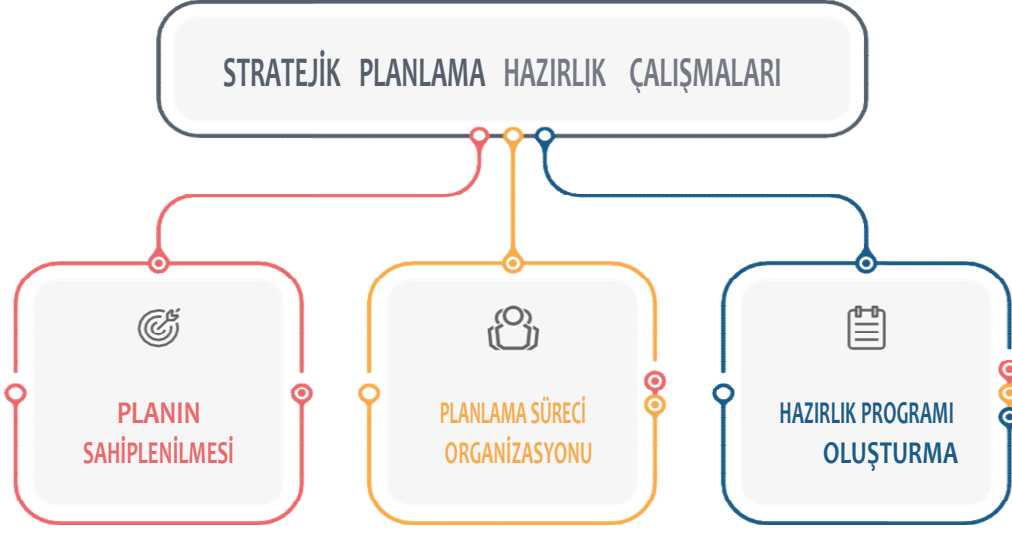 STRATEJİK PLANLAMA HAZIRLIK ÇALIŞMALARI
PLANIN
SAHİPLENİLMESİ
PLANLAMA SÜRECİ
ORGANİZASYONU
HAZIRLIK PROGRAMI
OLUŞTURMA